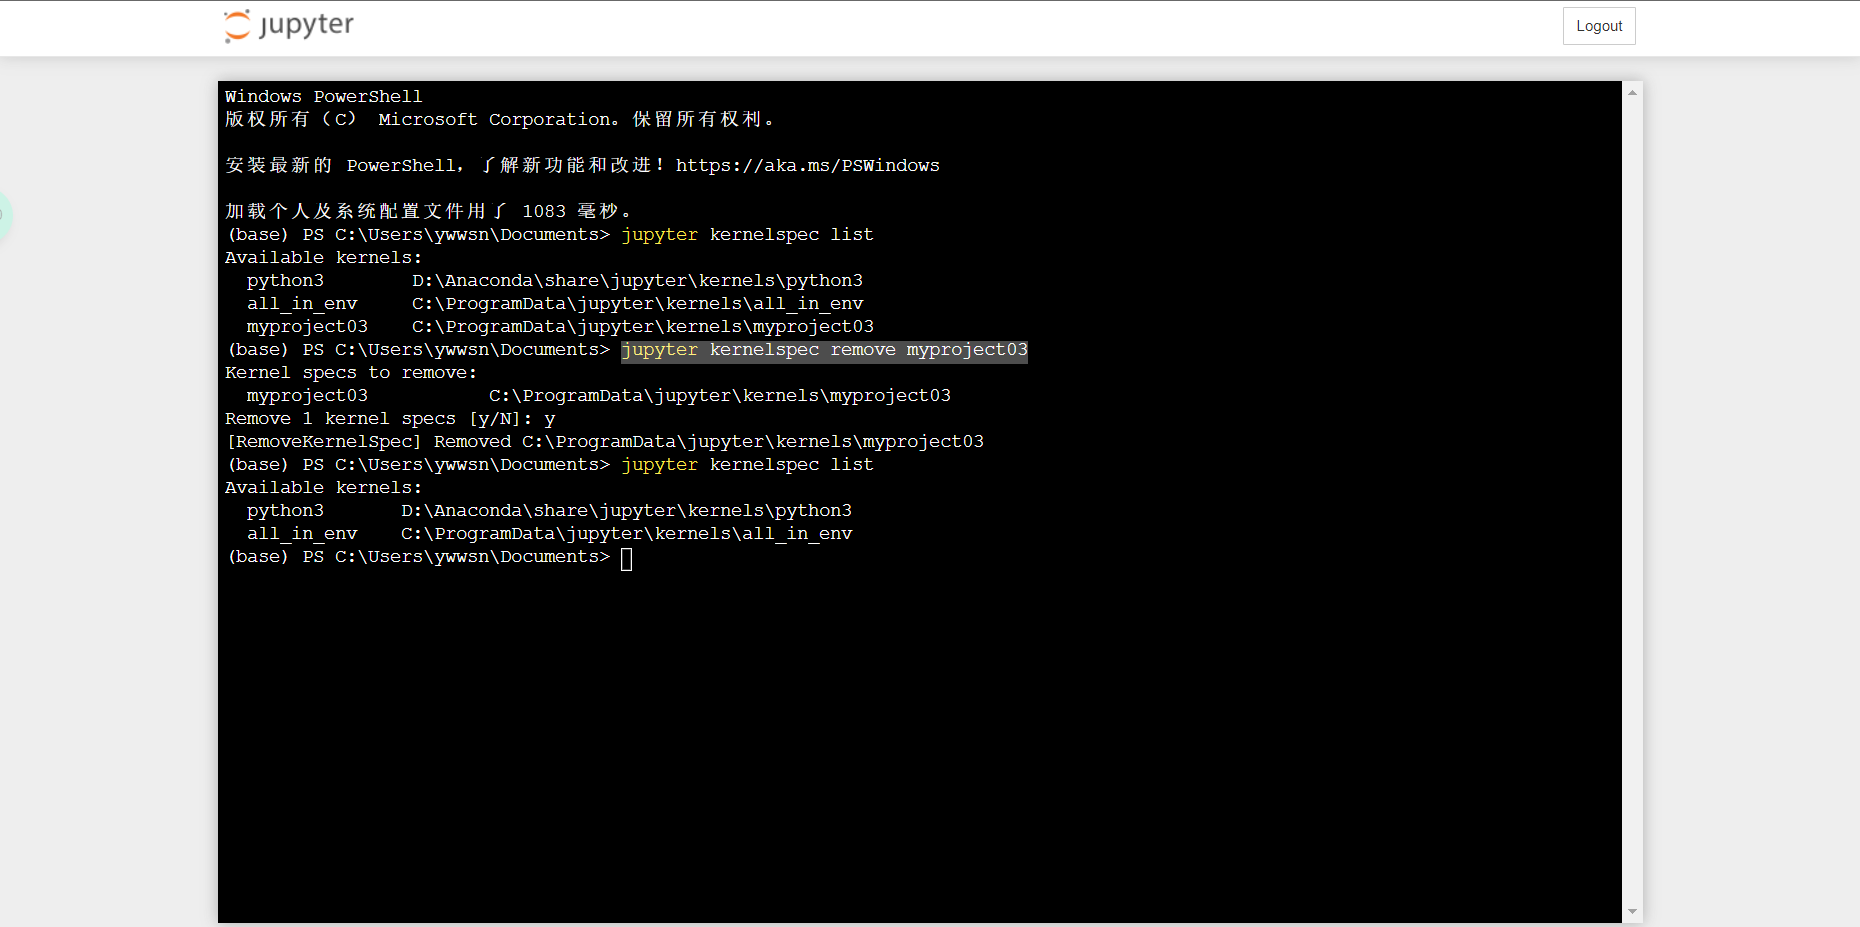 jupyter
Logout
Windows PowerShell
版权所有（C） Microsoft Corporation。保留所有权利。
安装最新的 PowerShell，了解新功能和改进！https://aka.ms/PSWindows
加载个人及系统配置文件用了 1083 毫秒。
(base) PS C:\Users\ywwsn\Documents> jupyter kernelspec list
Available kernels:
  python3        D:\Anaconda\share\jupyter\kernels\python3
  all_in_env     C:\ProgramData\jupyter\kernels\all_in_env
  myproject03    C:\ProgramData\jupyter\kernels\myproject03
(base) PS C:\Users\ywwsn\Documents> jupyter kernelspec remove myproject03
Kernel specs to remove:
  myproject03           C:\ProgramData\jupyter\kernels\myproject03
Remove 1 kernel specs [y/N]: y
[RemoveKernelSpec] Removed C:\ProgramData\jupyter\kernels\myproject03
(base) PS C:\Users\ywwsn\Documents> jupyter kernelspec list
Available kernels:
  python3       D:\Anaconda\share\jupyter\kernels\python3
  all_in_env    C:\ProgramData\jupyter\kernels\all_in_env
(base) PS C:\Users\ywwsn\Documents>